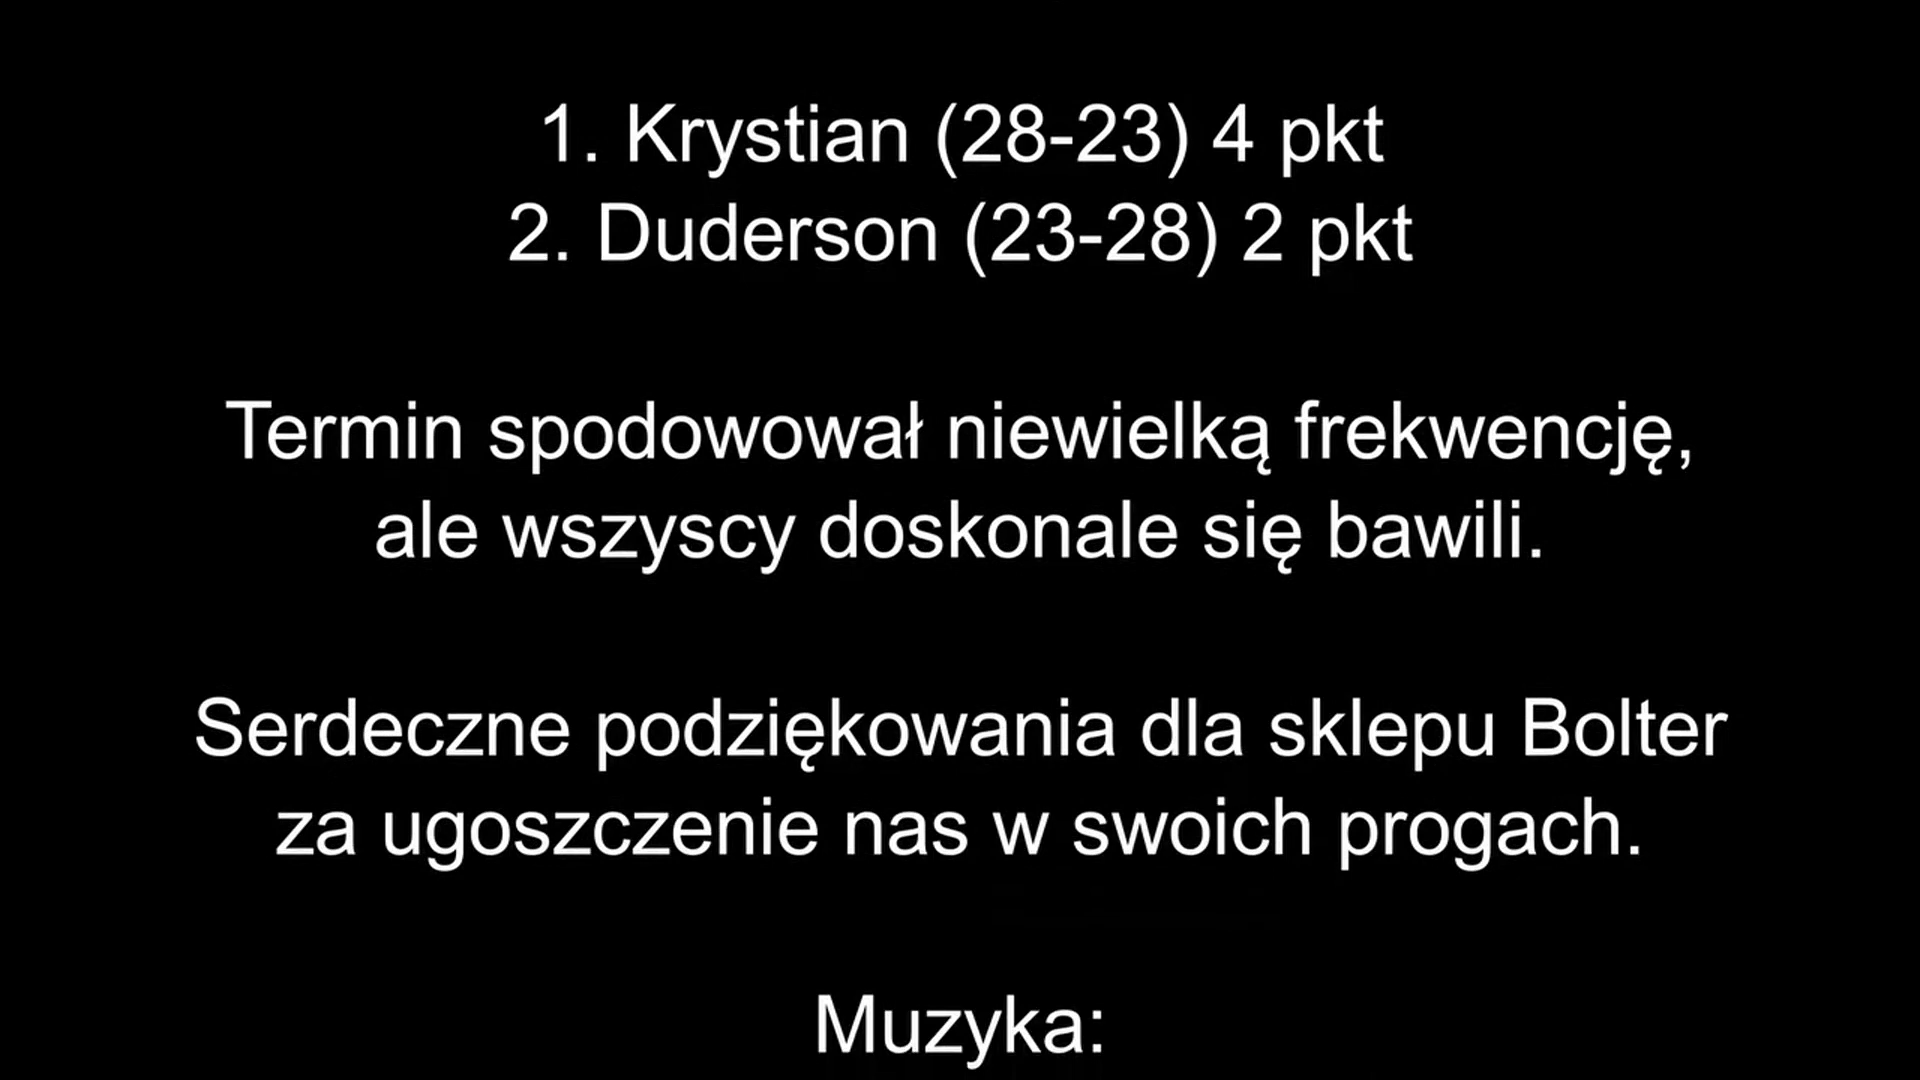 1. Krystian (28-23) 4 pkt
2. Duderson (23-28) 2 pkt
Termin spodowował niewielką frekwencję,
ale wszyscy doskonale się bawili.
Serdeczne podziękowania dla sklepu Bolter
za ugoszczenie nas w swoich progach.
Muzyka: